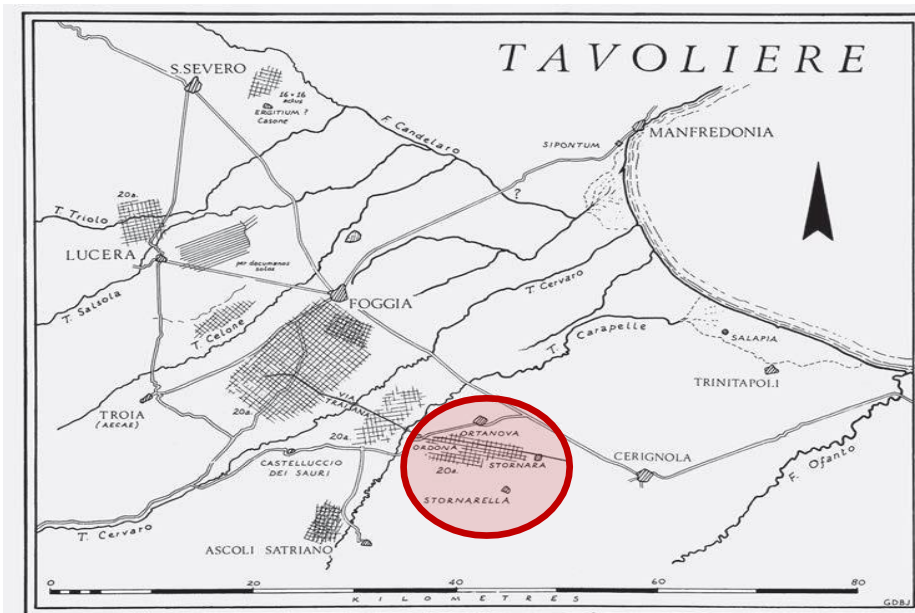 TAVOLIERE
S.SEVERO
16 × 16
actus
ERGITIUM ?
Casone
F. Candelaro
SIPONTUM
MANFREDONIA
?
20a.
T. Triolo
LUCERA
per decumanos
solos
T. Salsola
T. Celone
FOGGIA
T. Cervaro
T. Carapelle
SALAPIA
TRINITAPOLI
TROIA
(AECAE)
20a.
VIA
TRAIANA
20a.
ORTANOVA
ORDONA
STORNARA
20a.
CASTELLUCCIO
DEI SAURI
STORNARELLA
CERIGNOLA
F. Ofanto
T. Cervaro
ASCOLI SATRIANO
0 20 40 60 80
KILOMETRES
GDBJ